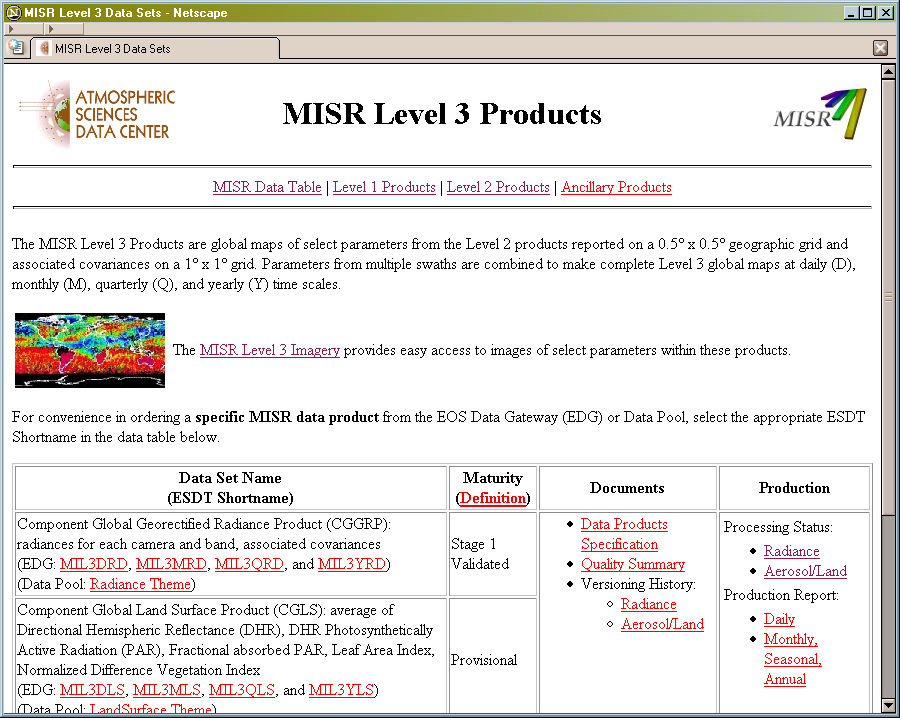 MISR Level 3 Data Sets - Netscape
MISR Level 3 Data Sets
ATMOSPHERIC
SCIENCES
DATA CENTER
MISR Level 3 Products
MISR
MISR Data Table | Level 1 Products | Level 2 Products | Ancillary Products
The MISR Level 3 Products are global maps of select parameters from the Level 2 products reported on a 0.5° x 0.5° geographic grid and
associated covariances on a 1° x 1° grid. Parameters from multiple swaths are combined to make complete Level 3 global maps at daily (D),
monthly (M), quarterly (Q), and yearly (Y) time scales.
The MISR Level 3 Imagery provides easy access to images of select parameters within these products.
For convenience in ordering a specific MISR data product from the EOS Data Gateway (EDG) or Data Pool, select the appropriate ESDT
Shortname in the data table below.
Data Set Name
(ESDT Shortname)
Maturity
(Definition)
Documents
Production
Component Global Georectified Radiance Product (CGGRP):
radiances for each camera and band, associated covariances
(EDG: MIL3DRD, MIL3MRD, MIL3QRD, and MIL3YRD)
(Data Pool: Radiance Theme)
Stage 1
Validated
Component Global Land Surface Product (CGLS): average of
Directional Hemispheric Reflectance (DHR), DHR Photosynthetically
Active Radiation (PAR), Fractional absorbed PAR, Leaf Area Index,
Normalized Difference Vegetation Index
(EDG: MIL3DLS, MIL3MLS, MIL3QLS, and MIL3YLS)
(Data Pool: LandSurface Theme)
Provisional
Data Products
Specification
Quality Summary
Versioning History:
Radiance
Aerosol/Land
Processing Status:
Radiance
Aerosol/Land
Production Report:
Daily
Monthly,
Seasonal,
Annual